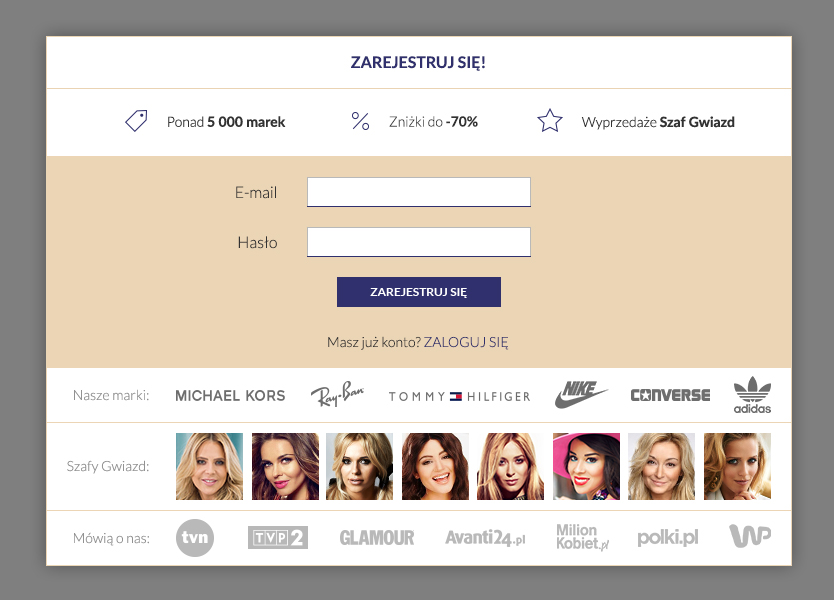 ZAREJESTRUJ SIĘ!
Ponad 5 000 marek
Zniżki do -70%
Wyprzedaże Szaf Gwiazd
E-mail
Hasło
ZAREJESTRUJ SIĘ
Masz już konto? ZALOGUJ SIĘ
Nasze marki: MICHAEL KORS Ray-Ban TOMMY HILFIGER NIKE CONVERSE adidas
Szafy Gwiazd:
Mówią o nas: tvn TVP2 GLAMOUR Avanti24.pl Milion Kobiet.pl polki.pl WP